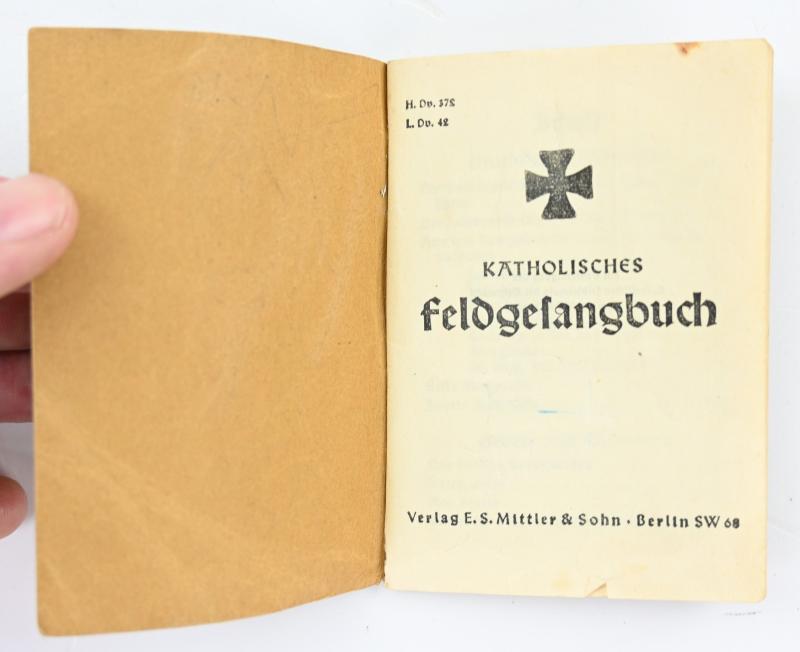 H. Dv. 372
L. Dv. 42
KATHOLISCHES
Feldgeſangbuch
Verlag E. S. Mittler & Sohn · Berlin SW 68